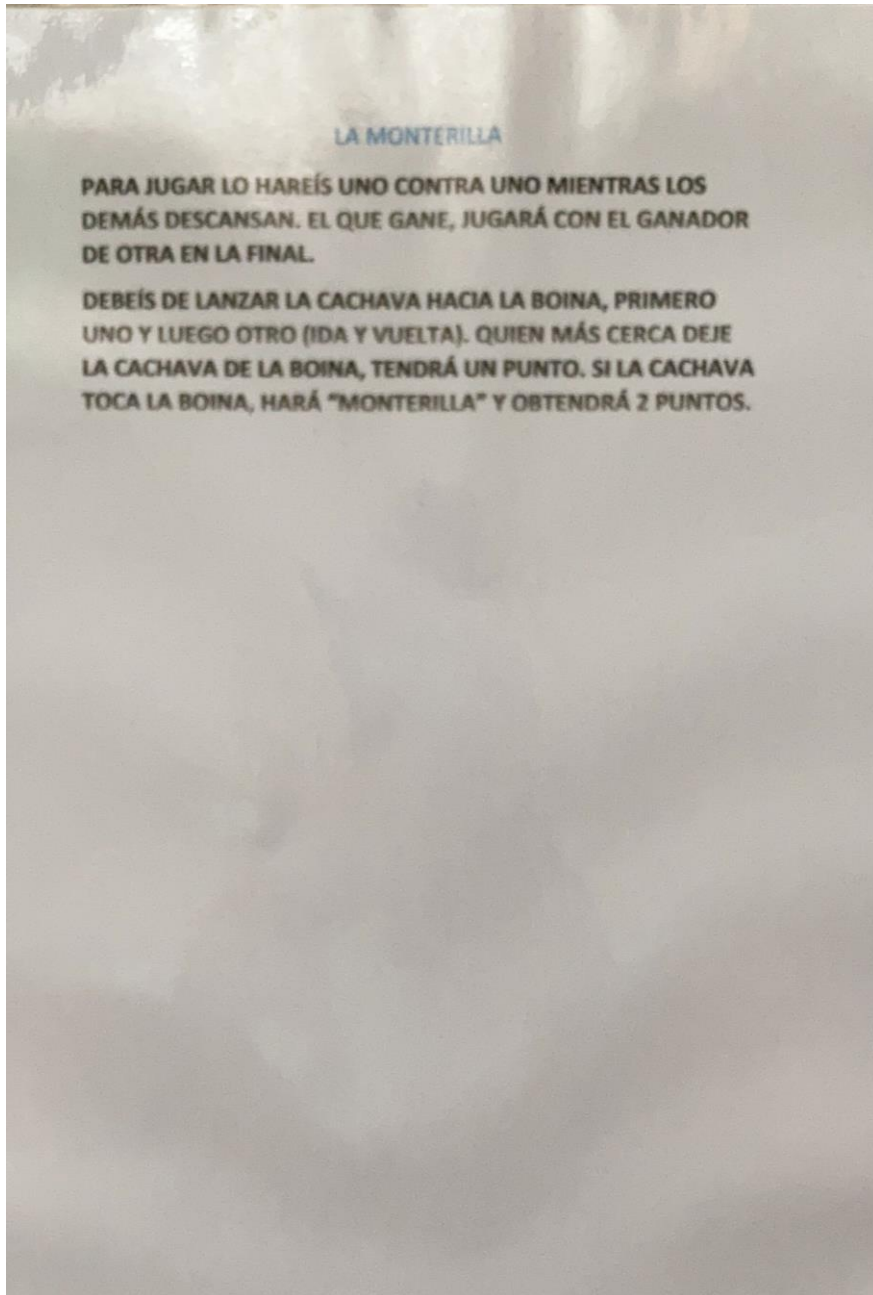 LA MONTERILLA
PARA JUGAR LO HAREÍS UNO CONTRA UNO MIENTRAS LOS
DEMÁS DESCANSAN. EL QUE GANE, JUGARÁ CON EL GANADOR
DE OTRA EN LA FINAL.
DEBEÍS DE LANZAR LA CACHAVA HACIA LA BOINA, PRIMERO
UNO Y LUEGO OTRO (IDA Y VUELTA). QUIEN MÁS CERCA DEJE
LA CACHAVA DE LA BOINA, TENDRÁ UN PUNTO. SI LA CACHAVA
TOCA LA BOINA, HARÁ “MONTERILLA” Y OBTENDRÁ 2 PUNTOS.